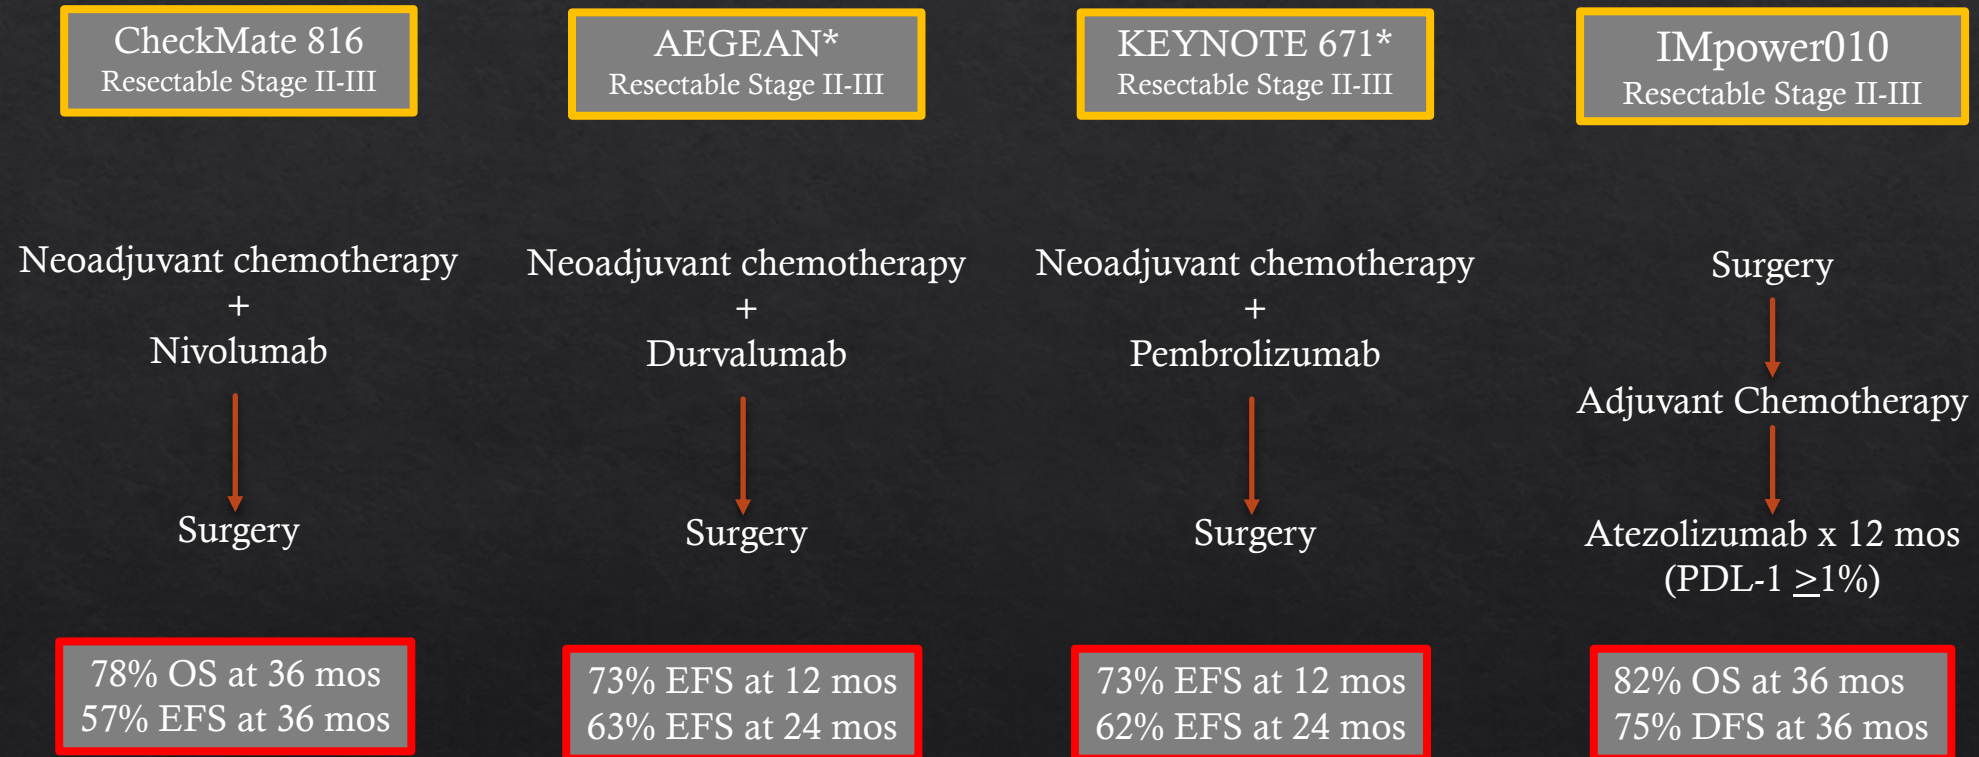 CheckMate 816
Resectable Stage II-III
Neoadjuvant chemotherapy
+
Nivolumab
Surgery
78% OS at 36 mos
57% EFS at 36 mos
AEGEAN*
Resectable Stage II-III
Neoadjuvant chemotherapy
+
Durvalumab
Surgery
73% EFS at 12 mos
63% EFS at 24 mos
KEYNOTE 671*
Resectable Stage II-III
Neoadjuvant chemotherapy
+
Pembrolizumab
Surgery
73% EFS at 12 mos
62% EFS at 24 mos
IMpower010
Resectable Stage II-III
Surgery
Adjuvant Chemotherapy
Atezolizumab x 12 mos
(PDL-1 >1%)
82% OS at 36 mos
75% DFS at 36 mos